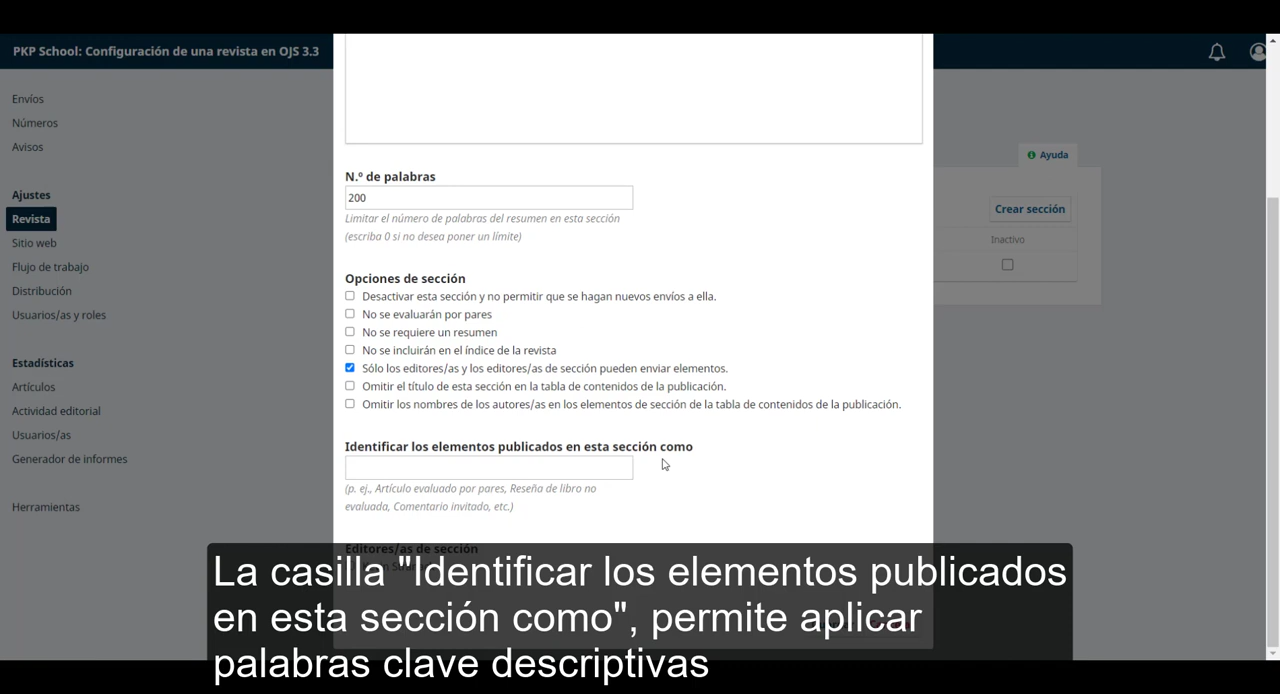 PKP School: Configuración de una revista en OJS 3.3
Envíos
Números
Avisos
Ajustes
Revista
Sitio web
Flujo de trabajo
Distribución
Usuarios/as y roles
Estadísticas
Artículos
Actividad editorial
Usuarios/as
Generador de informes
Herramientas
Ayuda
Crear sección
Inactivo
N.º de palabras
200
Limitar el número de palabras del resumen en esta sección
(escriba 0 si no desea poner un límite)
Opciones de sección
Desactivar esta sección y no permitir que se hagan nuevos envíos a ella.
No se evaluarán por pares
No se requiere un resumen
No se incluirán en el índice de la revista
Sólo los editores/as y los editores/as de sección pueden enviar elementos.
Omitir el título de esta sección en la tabla de contenidos de la publicación.
Omitir los nombres de los autores/as en los elementos de sección de la tabla de contenidos de la publicación.
Identificar los elementos publicados en esta sección como
(p. ej., Artículo evaluado por pares, Reseña de libro no
evaluada, Comentario invitado, etc.)
Editores/as de sección
La casilla "Identificar los elementos publicados
en esta sección como", permite aplicar
palabras clave descriptivas